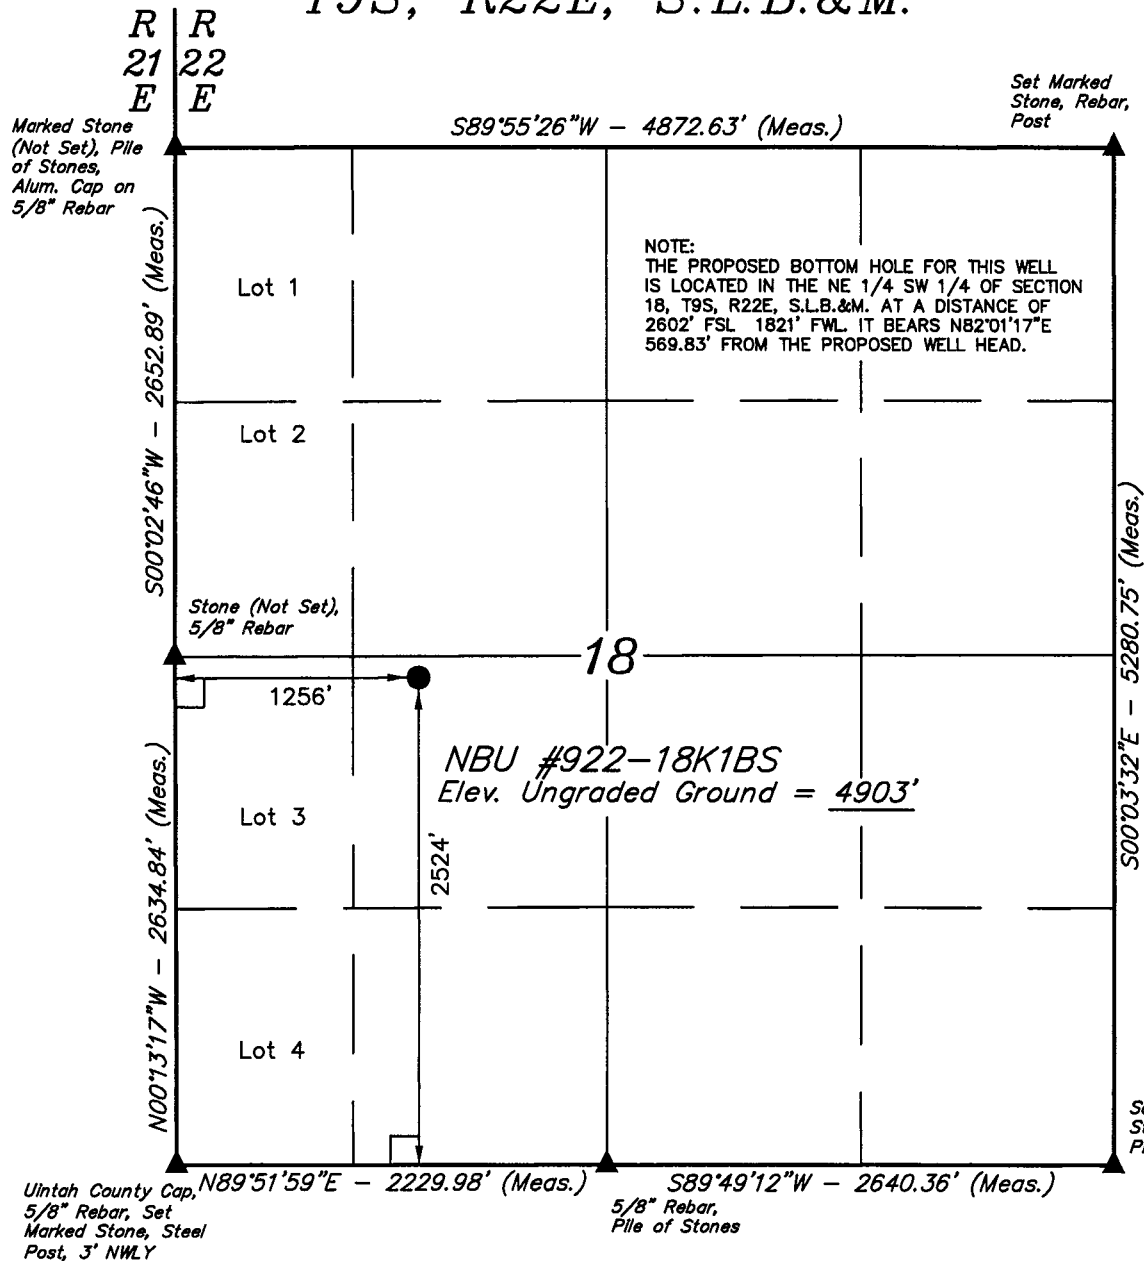 T9S, R22E, S.L.B.&M.
R R
21 22
E E
Set Marked
Stone, Rebar,
Post
Marked Stone
(Not Set), Pile
of Stones,
Alum. Cap on
5/8" Rebar
S89°55'26"W - 4872.63' (Meas.)
S00°02'46"W - 2652.89' (Meas.)
Lot 1
NOTE:
THE PROPOSED BOTTOM HOLE FOR THIS WELL
IS LOCATED IN THE NE 1/4 SW 1/4 OF SECTION
18, T9S, R22E, S.L.B.&M. AT A DISTANCE OF
2602' FSL 1821' FWL. IT BEARS N82°01'17"E
569.83' FROM THE PROPOSED WELL HEAD.
Lot 2
Stone (Not Set),
5/8" Rebar
18
1256'
S00°03'32"E - 5280.75' (Meas.)
NBU #922-18K1BS
Elev. Ungraded Ground = 4903'
Lot 3
2524'
N00°13'17"W - 2634.84' (Meas.)
Lot 4
N89°51'59"E - 2229.98' (Meas.)
S89°49'12"W - 2640.36' (Meas.)
Uintah County Cap,
5/8" Rebar, Set
Marked Stone, Steel
Post, 3' NWLY
5/8" Rebar,
Pile of Stones